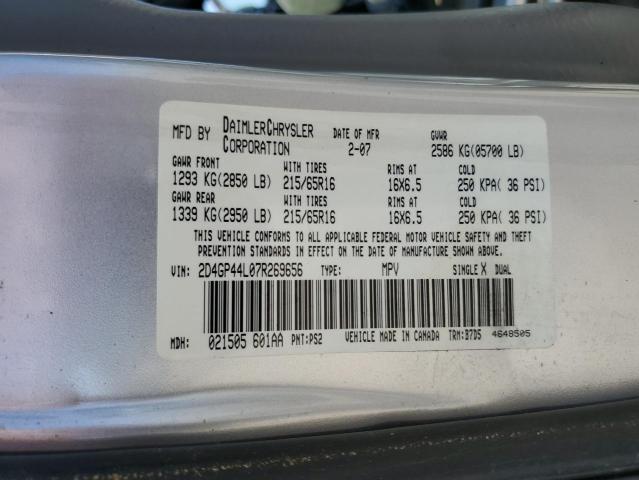 MFD BY DAIMLERCHRYSLER CORPORATION DATE OF MFR 2-07 GVWR 2586 KG(05700 LB)
GAWR FRONT WITH TIRES RIMS AT COLD
1293 KG(2850 LB) 215/65R16 16X6.5 250 KPA( 36 PSI)
GAWR REAR WITH TIRES RIMS AT COLD
1339 KG(2950 LB) 215/65R16 16X6.5 250 KPA( 36 PSI)
THIS VEHICLE CONFORMS TO ALL APPLICABLE FEDERAL MOTOR VEHICLE SAFETY AND THEFT
PREVENTION STANDARDS IN EFFECT ON THE DATE OF MANUFACTURE SHOWN ABOVE.
VIN: 2D4GP44L07R269656 TYPE: MPV SINGLE X DUAL
MDH: 021505 601AA PNT:PS2 VEHICLE MADE IN CANADA TRM:B7D5 4648505